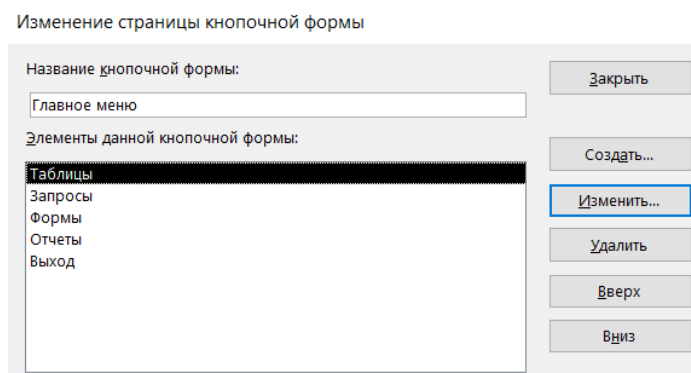 Изменение страницы кнопочной формы
Название кнопочной формы:
Закрыть
Главное меню
Элементы данной кнопочной формы:
Создать...
Таблицы
Запросы
Изменить...
Формы
Отчеты
Удалить
Выход
Вверх
Вниз